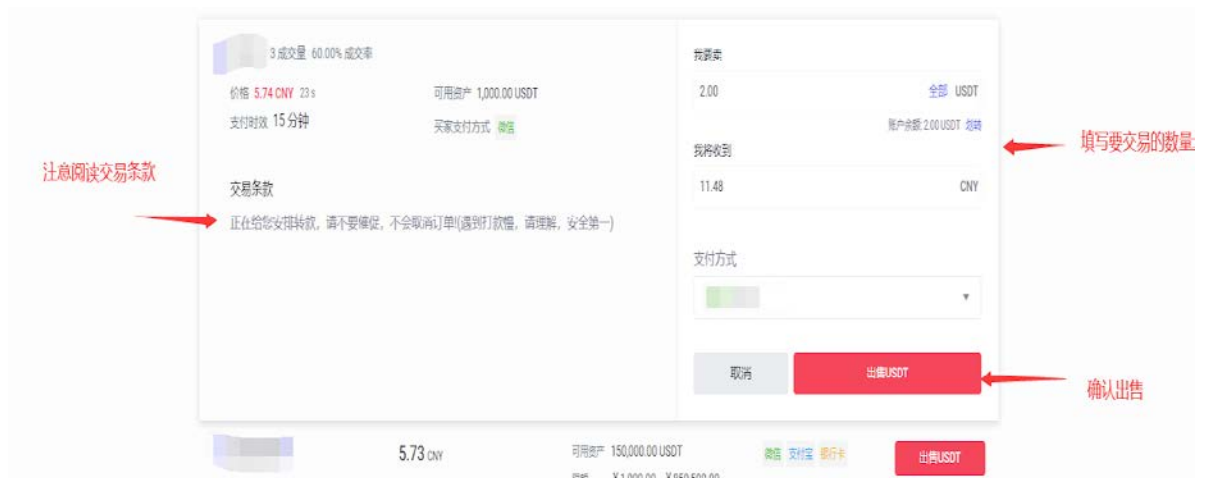 3 成交量 60.00% 成交率
价格 5.74 CNY 23 s
可用资产 1,000.00 USDT
支付时效 15 分钟
买家支付方式 微信
交易条款
正在给您安排转款，请不要催促，不会取消订单!(遇到打款慢，请理解，安全第一)
注意阅读交易条款
我要卖
2.00 全部 USDT
账户余额: 2.00 USDT 划转
填写要交易的数量
我将收到
11.48 CNY
支付方式
取消
出售USDT
确认出售
5.73 CNY
可用资产 150,000.00 USDT
微信 支付宝 银行卡
出售USDT